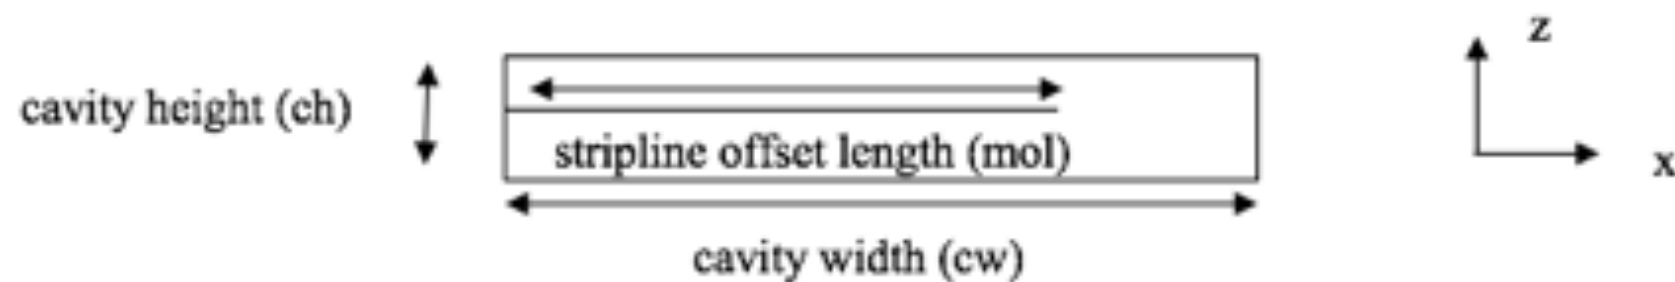 z
cavity height (ch)
stripline offset length (mol)
x
cavity width (cw)